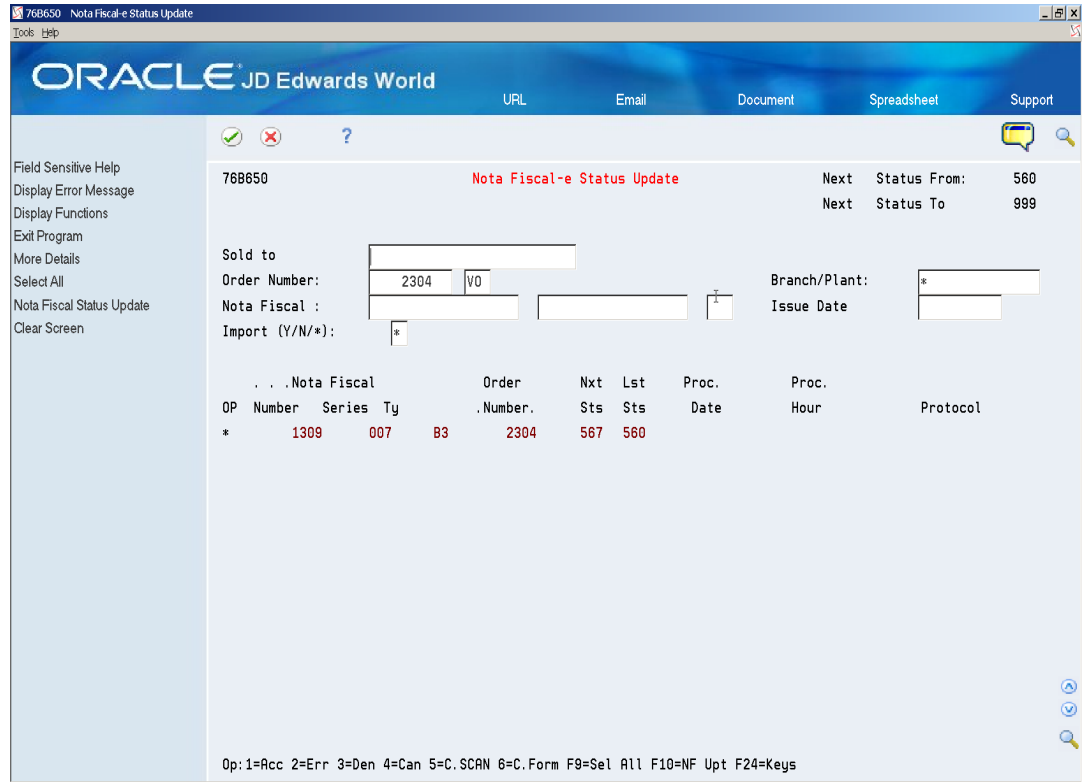 76B650 Nota Fiscal-e Status Update
Tools Help
ORACLE JD Edwards World
URL Email Document Spreadsheet Support
?
Field Sensitive Help
Display Error Message
Display Functions
Exit Program
More Details
Select All
Nota Fiscal Status Update
Clear Screen
76B650 Nota Fiscal-e Status Update Next Status From: 560
Next Status To 999
Sold to
Order Number: 2304 VO Branch/Plant: *
Nota Fiscal : Issue Date
Import (Y/N/*): *
. . .Nota Fiscal Order Nxt Lst Proc. Proc.
OP Number Series Ty .Number. Sts Sts Date Hour Protocol
* 1309 007 B3 2304 567 560
Op:1=Acc 2=Err 3=Den 4=Can 5=C.SCAN 6=C.Form F9=Sel All F10=NF Upt F24=Keys